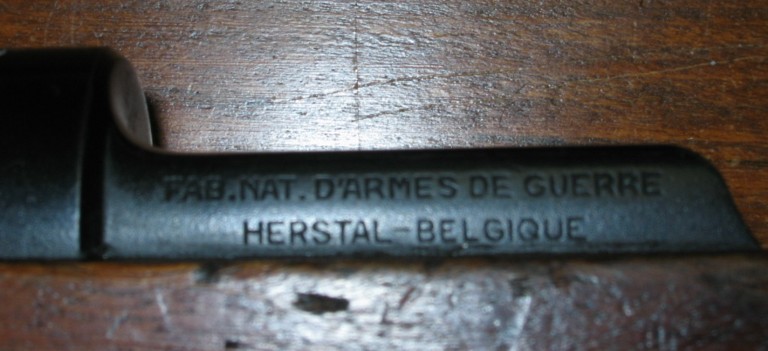 FAB.NAT.D'ARMES DE GUERRE
HERSTAL-BELGIQUE